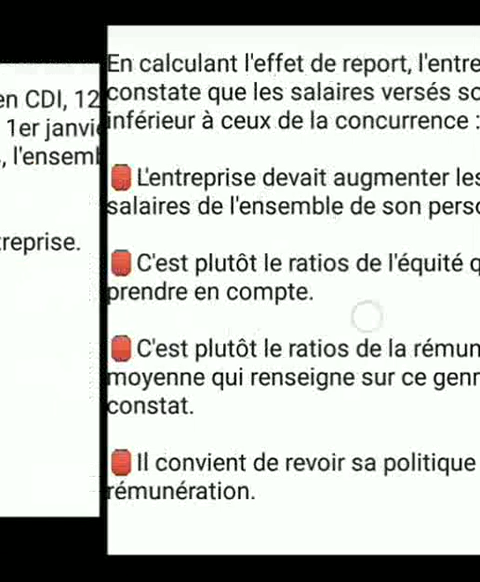 en CDI, 12
1er janvi
, l'ensem
reprise.
En calculant l'effet de report, l'entre
constate que les salaires versés so
inférieur à ceux de la concurrence :
L'entreprise devait augmenter les
salaires de l'ensemble de son perso
C'est plutôt le ratios de l'équité q
prendre en compte.
C'est plutôt le ratios de la rémun
moyenne qui renseigne sur ce genr
constat.
Il convient de revoir sa politique
rémunération.